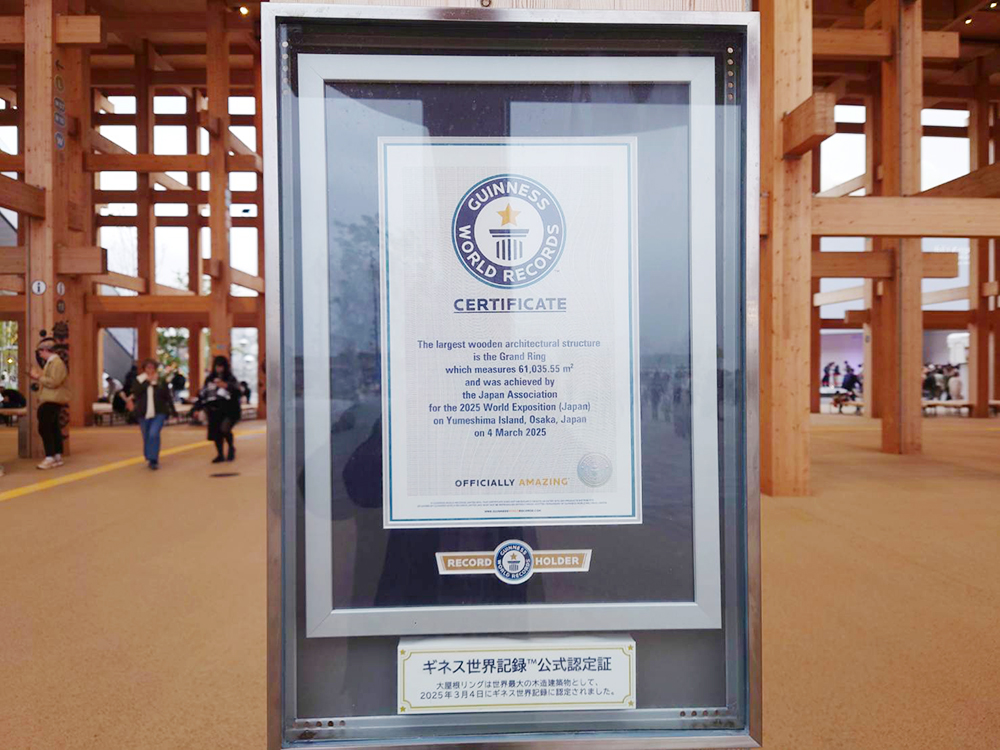 GUINNESS WORLD RECORDS
CERTIFICATE
The largest wooden architectural structure
is the Grand Ring
which measures 61,035.55 m²
and was achieved by
the Japan Association
for the 2025 World Exposition (Japan)
on Yumeshima Island, Osaka, Japan
on 4 March 2025
OFFICIALLY AMAZING
RECORD GUINNESS WORLD RECORDS HOLDER
ギネス世界記録™公式認定証
大屋根リングは世界最大の木造建築物として、
2025年3月4日にギネス世界記録に認定されました。